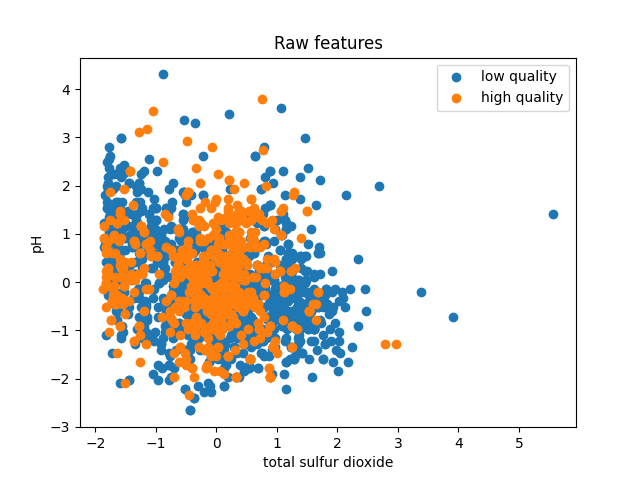 Raw features
low quality
high quality
4
3
2
1
0
−1
−2
−3
pH
−2 −1 0 1 2 3 4 5
total sulfur dioxide